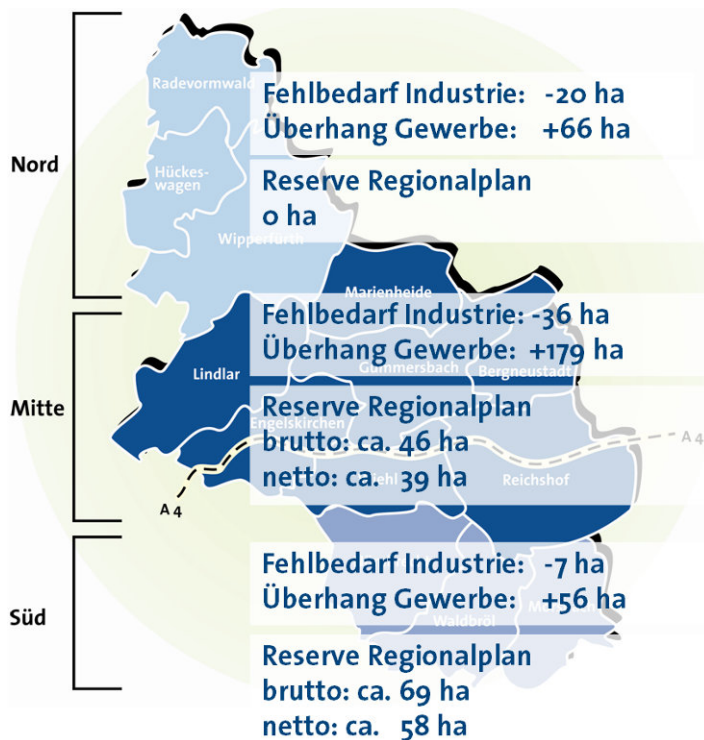 Radevormwald
Fehlbedarf Industrie: -20 ha
Überhang Gewerbe: +66 ha
Nord
Hückes-
wagen
Reserve Regionalplan
0 ha
Wipperfürth
Marienheide
Fehlbedarf Industrie: -36 ha
Überhang Gewerbe: +179 ha
Lindlar
Gummersbach
Bergneustadt
Mitte
Reserve Regionalplan
Engelskirchen
brutto: ca. 46 ha
netto: ca. 39 ha
A 4
Reichshof
A 4
Fehlbedarf Industrie: -7 ha
Überhang Gewerbe: +56 ha
Süd
Waldbröl
Reserve Regionalplan
brutto: ca. 69 ha
netto: ca. 58 ha